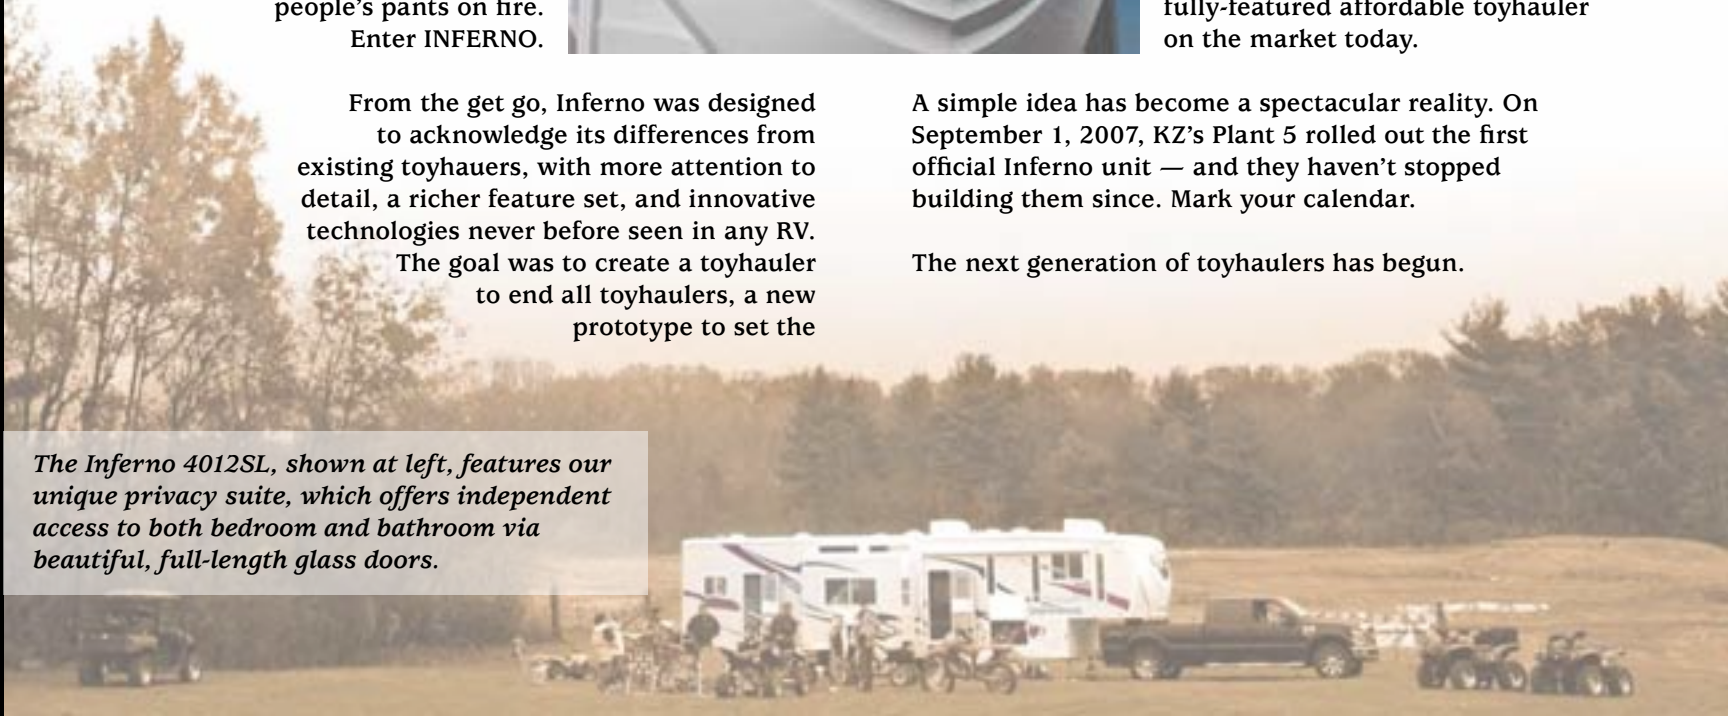 people's pants on fire.
Enter INFERNO.
From the get go, Inferno was designed
to acknowledge its differences from
existing toyhauers, with more attention to
detail, a richer feature set, and innovative
technologies never before seen in any RV.
The goal was to create a toyhauler
to end all toyhaulers, a new
prototype to set the
fully-featured affordable toyhauler
on the market today.
A simple idea has become a spectacular reality. On
September 1, 2007, KZ's Plant 5 rolled out the first
official Inferno unit — and they haven't stopped
building them since. Mark your calendar.
The next generation of toyhaulers has begun.
The Inferno 4012SL, shown at left, features our
unique privacy suite, which offers independent
access to both bedroom and bathroom via
beautiful, full-length glass doors.